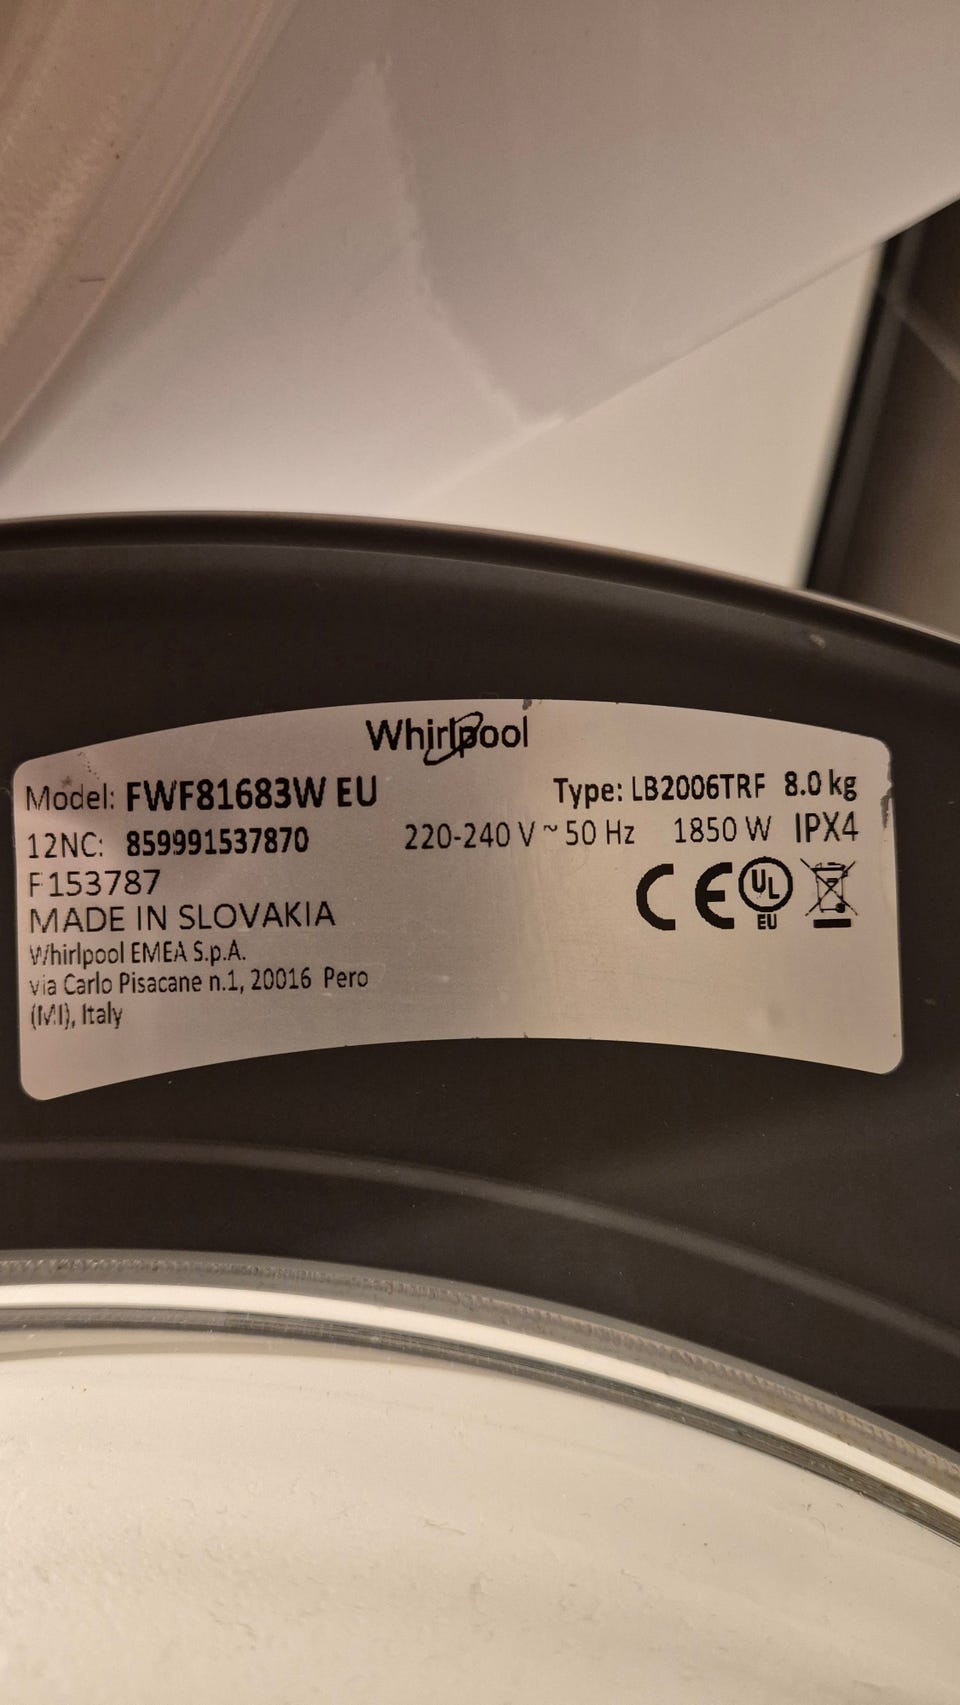 Whirlpool
Model: FWF81683W EU
Type: LB2006TRF 8.0 kg
12NC: 859991537870
220-240 V ~ 50 Hz 1850 W IPX4
F153787
MADE IN SLOVAKIA
Whirlpool EMEA S.p.A.
via Carlo Pisacane n.1, 20016 Pero
(MI), Italy
CE
UL
EU